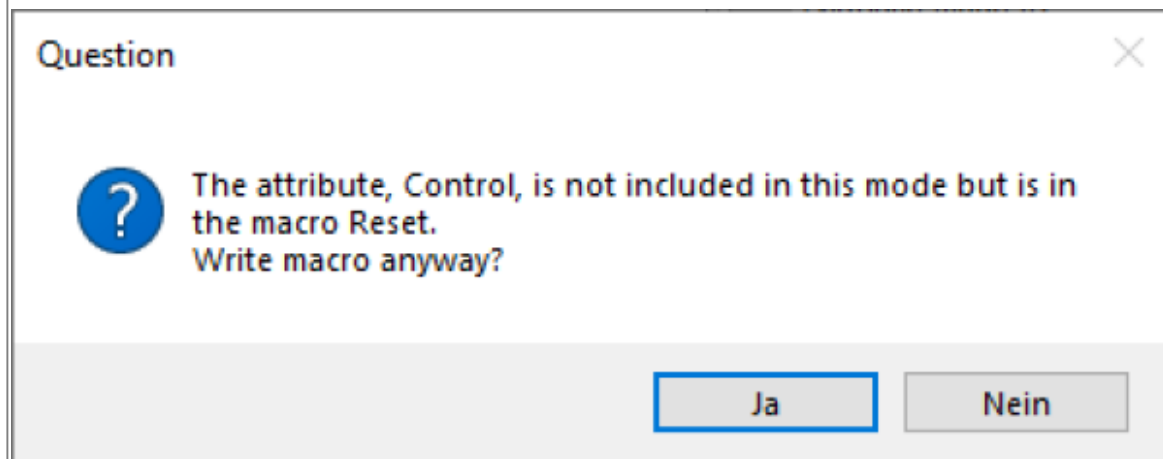 Question
The attribute, Control, is not included in this mode but is in
the macro Reset.
Write macro anyway?
Ja
Nein